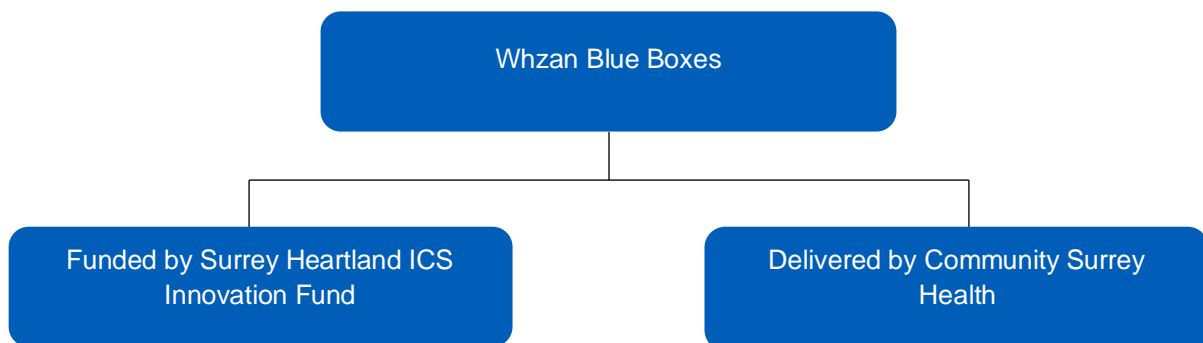 Whzan Blue Boxes
Funded by Surrey Heartland ICS
Innovation Fund
Delivered by Community Surrey
Health